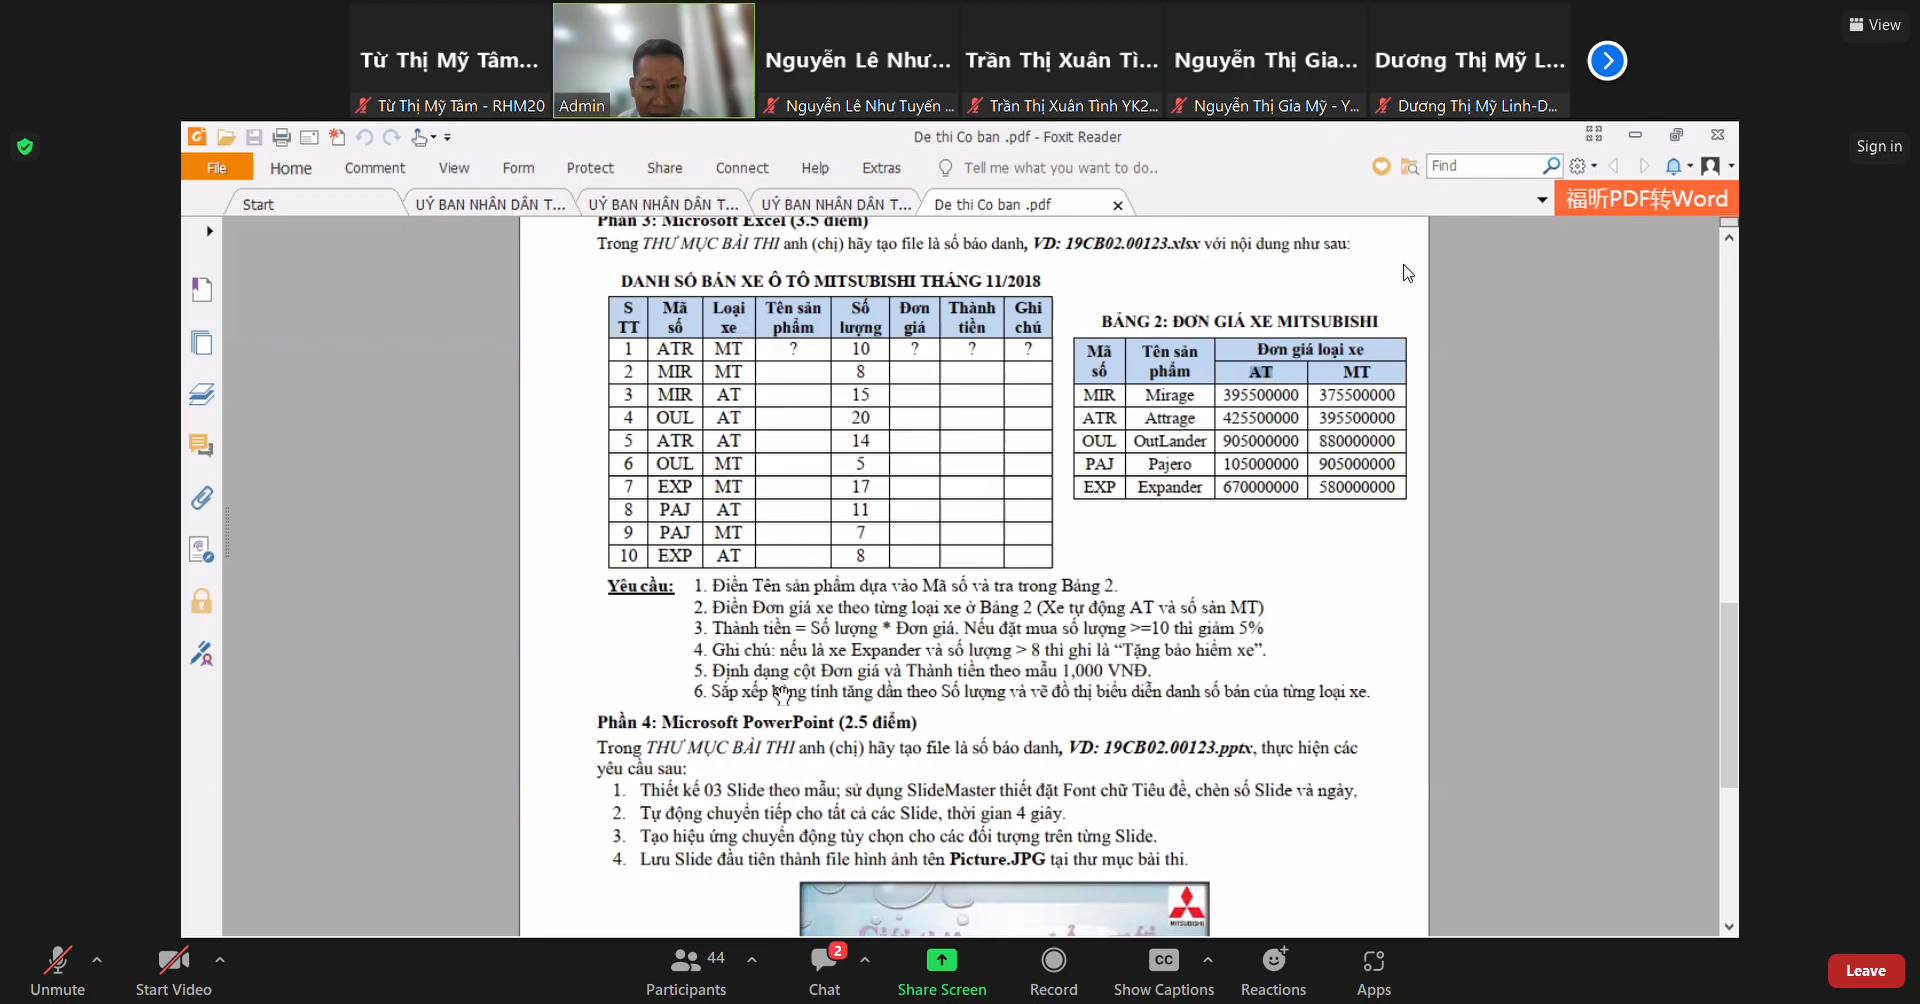 Từ Thị Mỹ Tâm...
Nguyễn Lê Như...
Trần Thị Xuân Tì...
Nguyễn Thị Gia...
Dương Thị Mỹ L...
View
Từ Thị Mỹ Tâm - RHM20
Admin
Nguyễn Lê Như Tuyến ...
Trần Thị Xuân Tình YK2...
Nguyễn Thị Gia Mỹ - Y...
Dương Thị Mỹ Linh-D...
Sign in
De thi Co ban .pdf - Foxit Reader
File Home Comment View Form Protect Share Connect Help Extras Tell me what you want to do.. Find
Start
UỶ BAN NHÂN DÂN T...
UỶ BAN NHÂN DÂN T...
UỶ BAN NHÂN DÂN T...
De thi Co ban .pdf
福昕PDF转Word
Phần 3: Microsoft Excel (3.5 điểm)
Trong THƯ MỤC BÀI THI anh (chị) hãy tạo file là số báo danh, VD: 19CB02.00123.xlsx với nội dung như sau:
DANH SỐ BÁN XE Ô TÔ MITSUBISHI THÁNG 11/2018
S TT Mã số Loại xe Tên sản phẩm Số lượng Đơn giá Thành tiền Ghi chú
1 ATR MT ? 10 ? ? ?
2 MIR MT 8
3 MIR AT 15
4 OUL AT 20
5 ATR AT 14
6 OUL MT 5
7 EXP MT 17
8 PAJ AT 11
9 PAJ MT 7
10 EXP AT 8
BẢNG 2: ĐƠN GIÁ XE MITSUBISHI
Mã số Tên sản phẩm Đơn giá loại xe
AT MT
MIR Mirage 395500000 375500000
ATR Attrage 425500000 395500000
OUL OutLander 905000000 880000000
PAJ Pajero 105000000 905000000
EXP Expander 670000000 580000000
Yêu cầu: 1. Điền Tên sản phẩm dựa vào Mã số và tra trong Bảng 2.
2. Điền Đơn giá xe theo từng loại xe ở Bảng 2 (Xe tự động AT và số sàn MT)
3. Thành tiền = Số lượng * Đơn giá. Nếu đặt mua số lượng >=10 thì giảm 5%
4. Ghi chú: nếu là xe Expander và số lượng > 8 thì ghi là “Tặng bảo hiểm xe”.
5. Định dạng cột Đơn giá và Thành tiền theo mẫu 1,000 VNĐ.
6. Sắp xếp tính tăng dần theo Số lượng và vẽ đồ thị biểu diễn danh số bán của từng loại xe.
Phần 4: Microsoft PowerPoint (2.5 điểm)
Trong THƯ MỤC BÀI THI anh (chị) hãy tạo file là số báo danh, VD: 19CB02.00123.pptx, thực hiện các
yêu cầu sau:
1. Thiết kế 03 Slide theo mẫu; sử dụng SlideMaster thiết đặt Font chữ Tiêu đề, chèn số Slide và ngày,
2. Tự động chuyển tiếp cho tất cả các Slide, thời gian 4 giây.
3. Tạo hiệu ứng chuyển động tùy chọn cho các đối tượng trên từng Slide.
4. Lưu Slide đầu tiên thành file hình ảnh tên Picture.JPG tại thư mục bài thi.
MITSUBISHI
Unmute
Start Video
44
Participants
2
Chat
Share Screen
Record
CC
Show Captions
Reactions
Apps
Leave